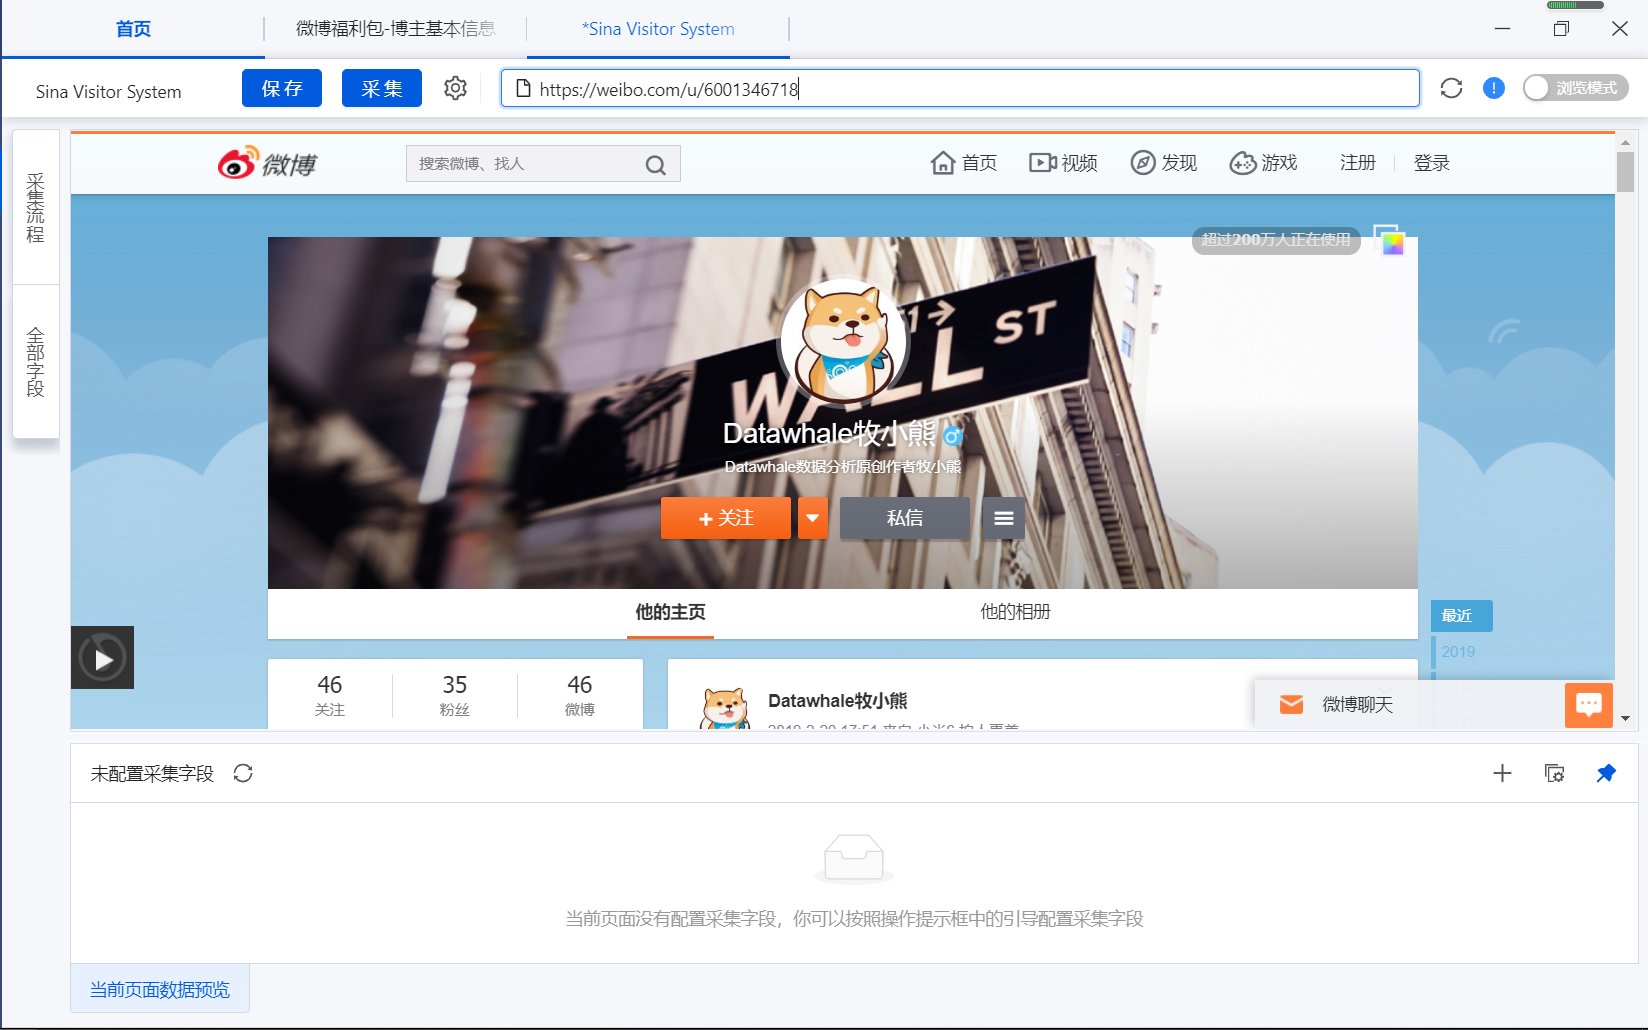 首页
微博福利包-博主基本信息
*Sina Visitor System
Sina Visitor System
保存
采集
https://weibo.com/u/6001346718
浏览模式
采集流程
全部字段
微博
搜索微博、找人
首页
视频
发现
游戏
注册
登录
超过200万人正在使用
WALL ST
Datawhale牧小熊
Datawhale数据分析原创作者牧小熊
+关注
私信
他的主页
他的相册
最近
2019
46
35
46
关注
粉丝
微博
Datawhale牧小熊
微博聊天
未配置采集字段
当前页面没有配置采集字段，你可以按照操作提示框中的引导配置采集字段
当前页面数据预览